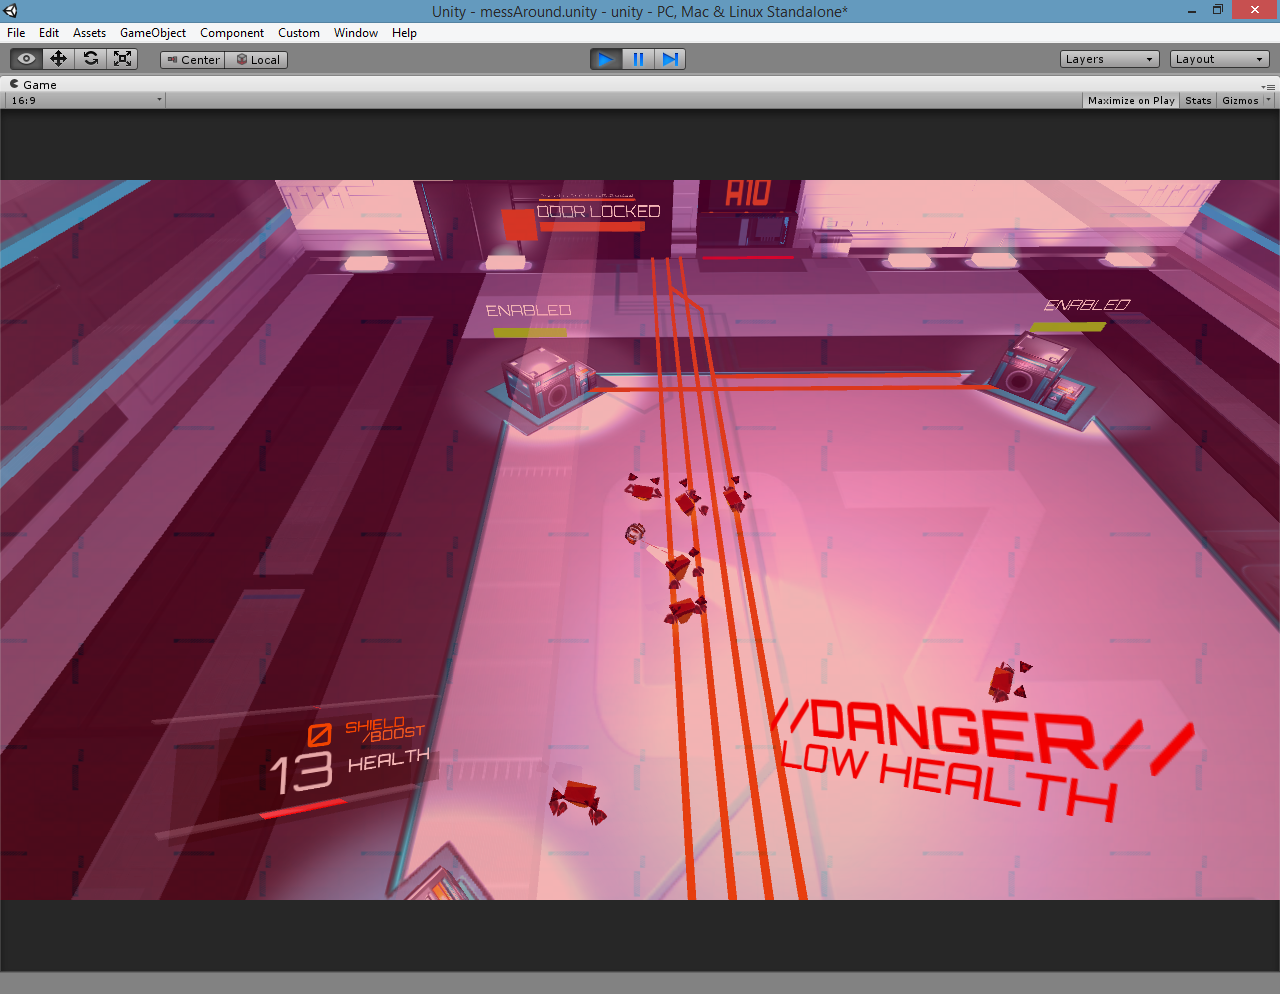 Unity - messAround.unity - unity - PC, Mac & Linux Standalone*
File Edit Assets GameObject Component Custom Window Help
Center Local Layers Layout
Game
16:9 Maximize on Play Stats Gizmos
A10
DOOR LOCKED
ENABLED
ENABLED
0 SHIELD
/BOOST
13 HEALTH
//DANGER//
LOW HEALTH